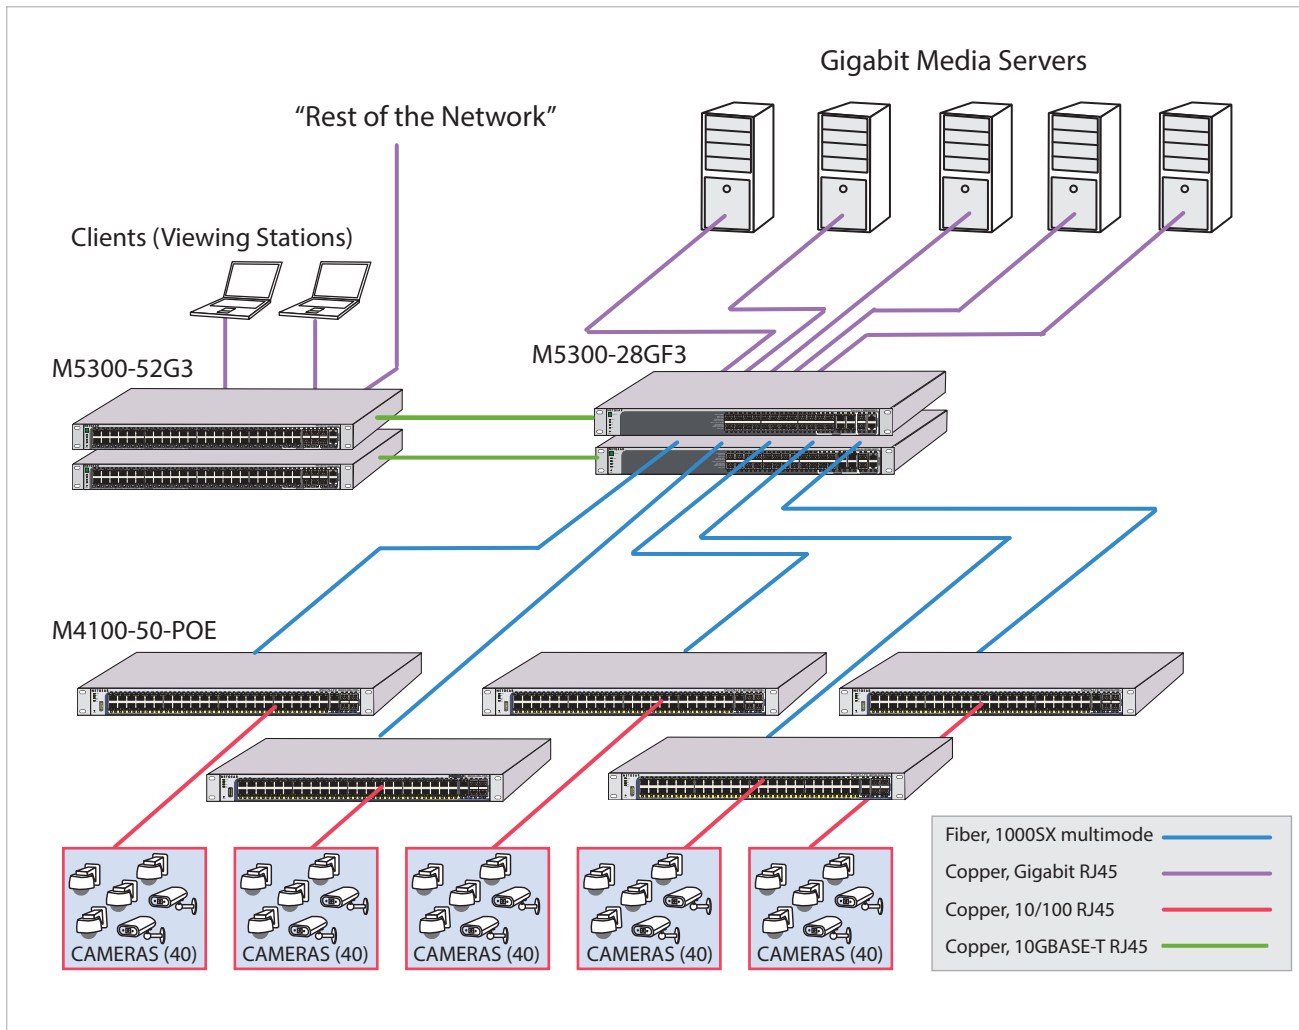 Gigabit Media Servers
“Rest of the Network”
Clients (Viewing Stations)
M5300-52G3
M5300-28GF3
M4100-50-POE
Fiber, 1000SX multimode
Copper, Gigabit RJ45
Copper, 10/100 RJ45
Copper, 10GBASE-T RJ45
CAMERAS (40)
CAMERAS (40)
CAMERAS (40)
CAMERAS (40)
CAMERAS (40)